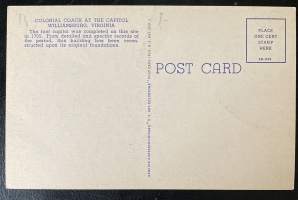 COLONIAL COACH AT THE CAPITOL
WILLIAMSBURG, VIRGINIA
The first capitol was completed on this site
in 1705. From detailed and specific records of
the period, this building has been recon-
structed upon its original foundations.
POST CARD
PLACE
ONE CENT
STAMP
HERE